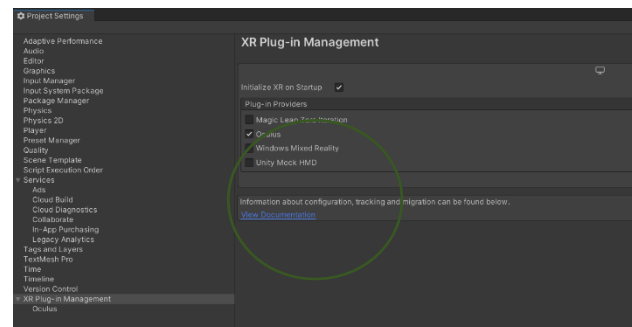 Project Settings
Adaptive Performance
Audio
Editor
Graphics
Input Manager
Input System Package
Package Manager
Physics
Physics 2D
Player
Preset Manager
Quality
Scene Template
Script Execution Order
Services
Ads
Cloud Build
Cloud Diagnostics
Collaborate
In-App Purchasing
Legacy Analytics
Tags and Layers
TextMesh Pro
Time
Timeline
Version Control
XR Plug-in Management
Oculus
XR Plug-in Management
Initialize XR on Startup
Plug-in Providers
Magic Leap Zero Iteration
Oculus
Windows Mixed Reality
Unity Mock HMD
Information about configuration, tracking and migration can be found below.
View Documentation